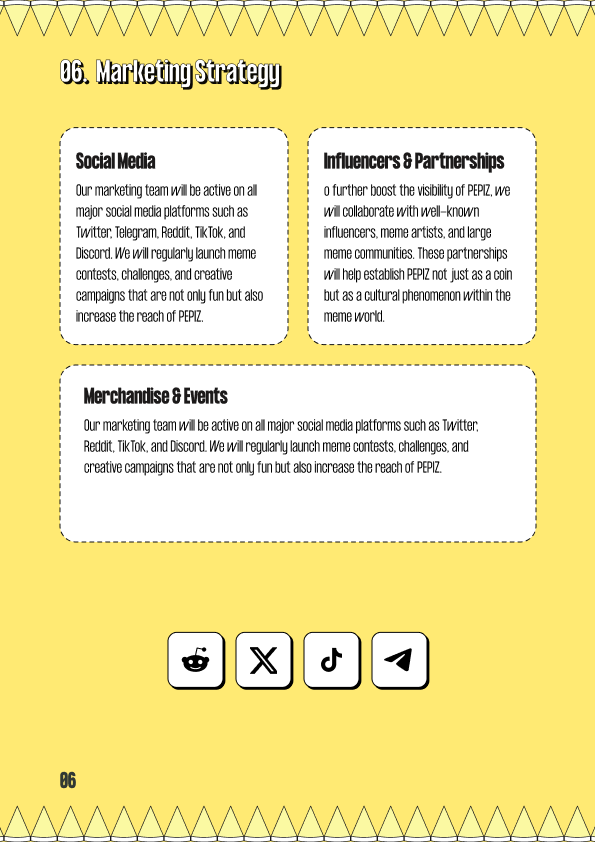 06. Marketing Strategy
Social Media
Our marketing team will be active on all
major social media platforms such as
Twitter, Telegram, Reddit, TikTok, and
Discord. We will regularly launch meme
contests, challenges, and creative
campaigns that are not only fun but also
increase the reach of PEPIZ.
Influencers & Partnerships
o further boost the visibility of PEPIZ, we
will collaborate with well-known
influencers, meme artists, and large
meme communities. These partnerships
will help establish PEPIZ not just as a coin
but as a cultural phenomenon within the
meme world.
Merchandise & Events
Our marketing team will be active on all major social media platforms such as Twitter,
Reddit, TikTok, and Discord. We will regularly launch meme contests, challenges, and
creative campaigns that are not only fun but also increase the reach of PEPIZ.
06